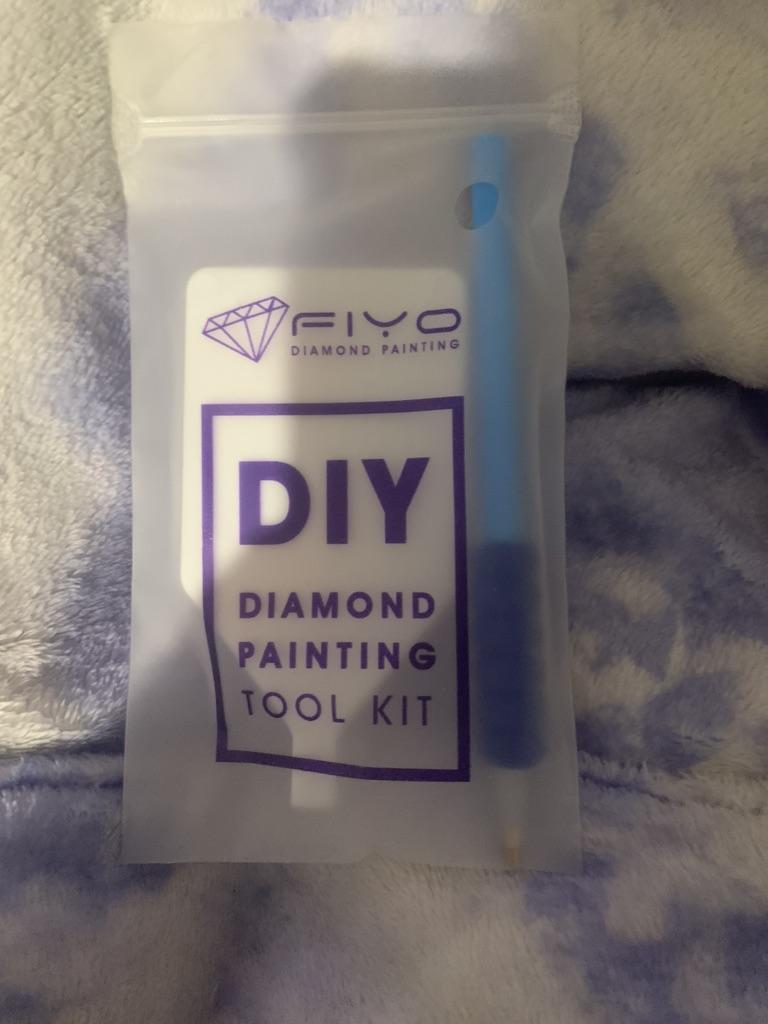 FIYO
DIAMOND PAINTING
DIY
DIAMOND
PAINTING
TOOL KIT